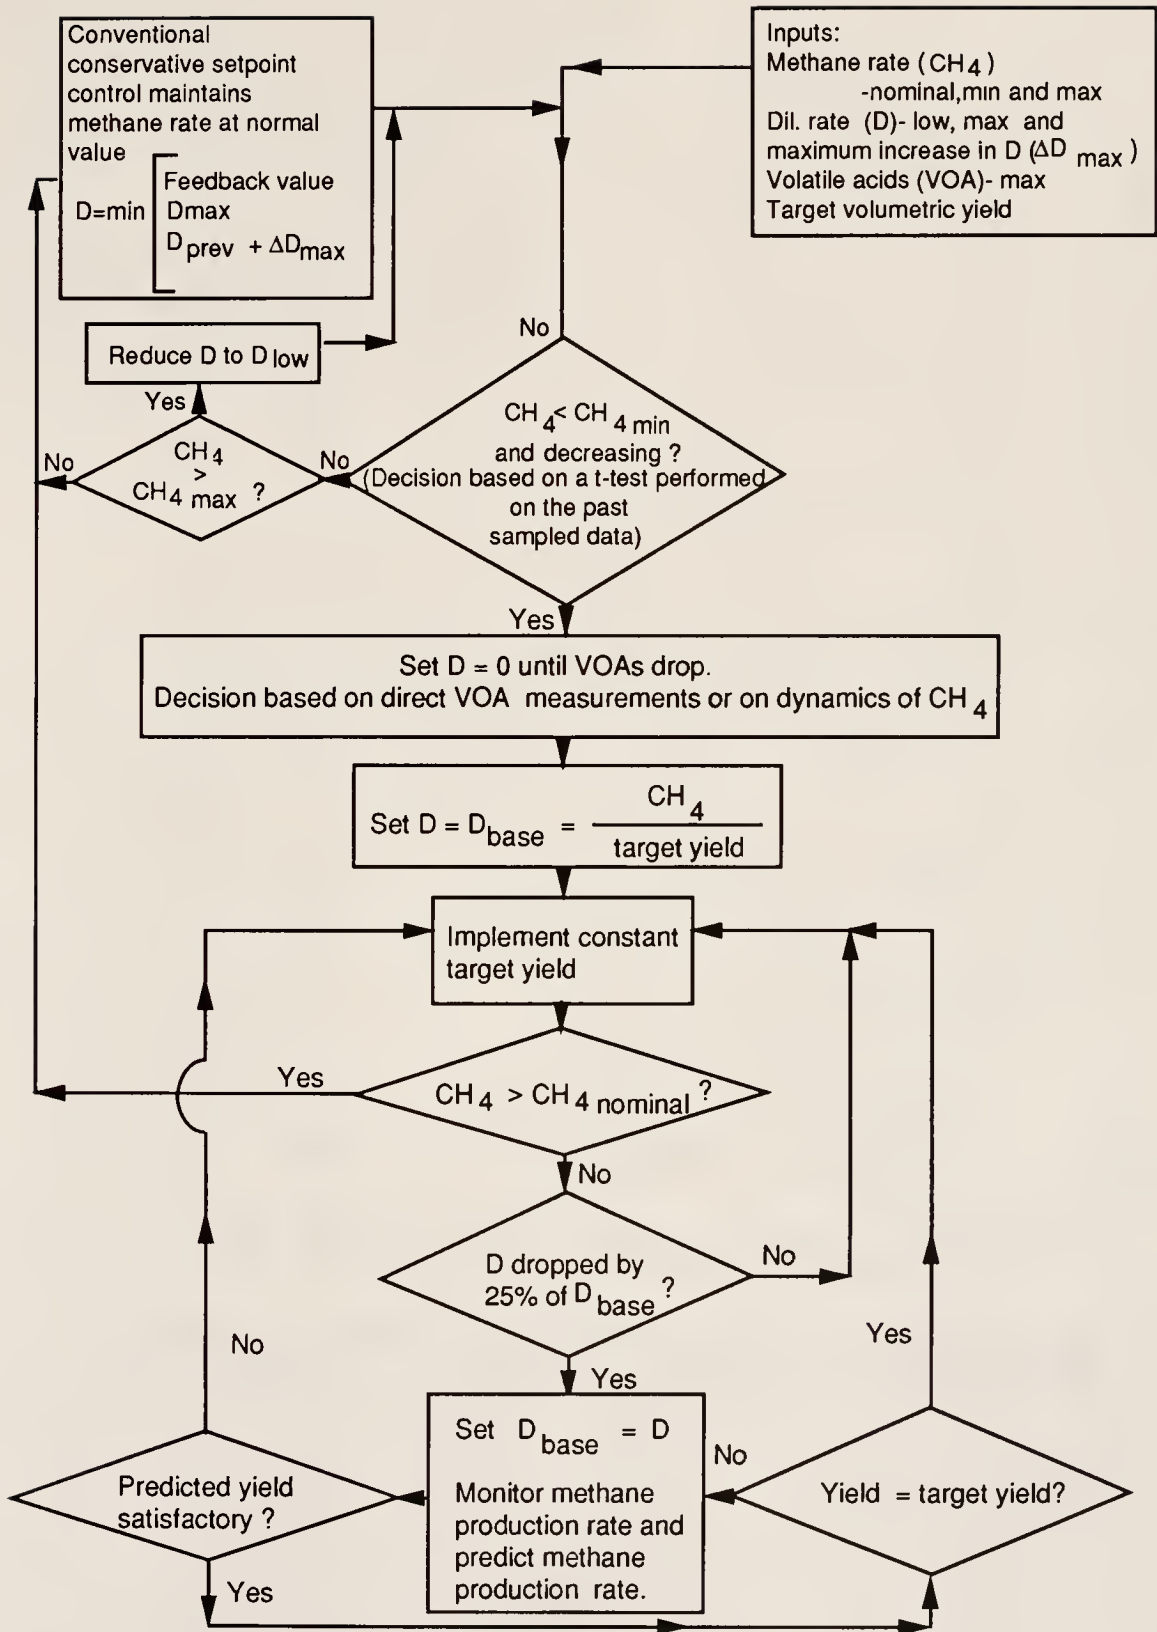 Conventional
conservative setpoint
control maintains
methane rate at normal
value
D=min
Feedback value
Dmax
D prev + ΔDmax
Inputs:
Methane rate (CH4)
-nominal,min and max
Dil. rate (D)- low, max and
maximum increase in D (ΔD max)
Volatile acids (VOA)- max
Target volumetric yield
No
Reduce D to D low
Yes
No
CH4
>
CH4 max ?
No
CH4 < CH4 min
and decreasing ?
(Decision based on a t-test performed
on the past
sampled data)
Yes
Set D = 0 until VOAs drop.
Decision based on direct VOA measurements or on dynamics of CH4
Set D = D base = CH4
target yield
Implement constant
target yield
Yes
CH4 > CH4 nominal ?
No
D dropped by
25% of D base ?
No
Yes
No
Yes
Set D base = D
Monitor methane
production rate and
predict methane
production rate.
No
Yield = target yield?
Predicted yield
satisfactory ?
Yes